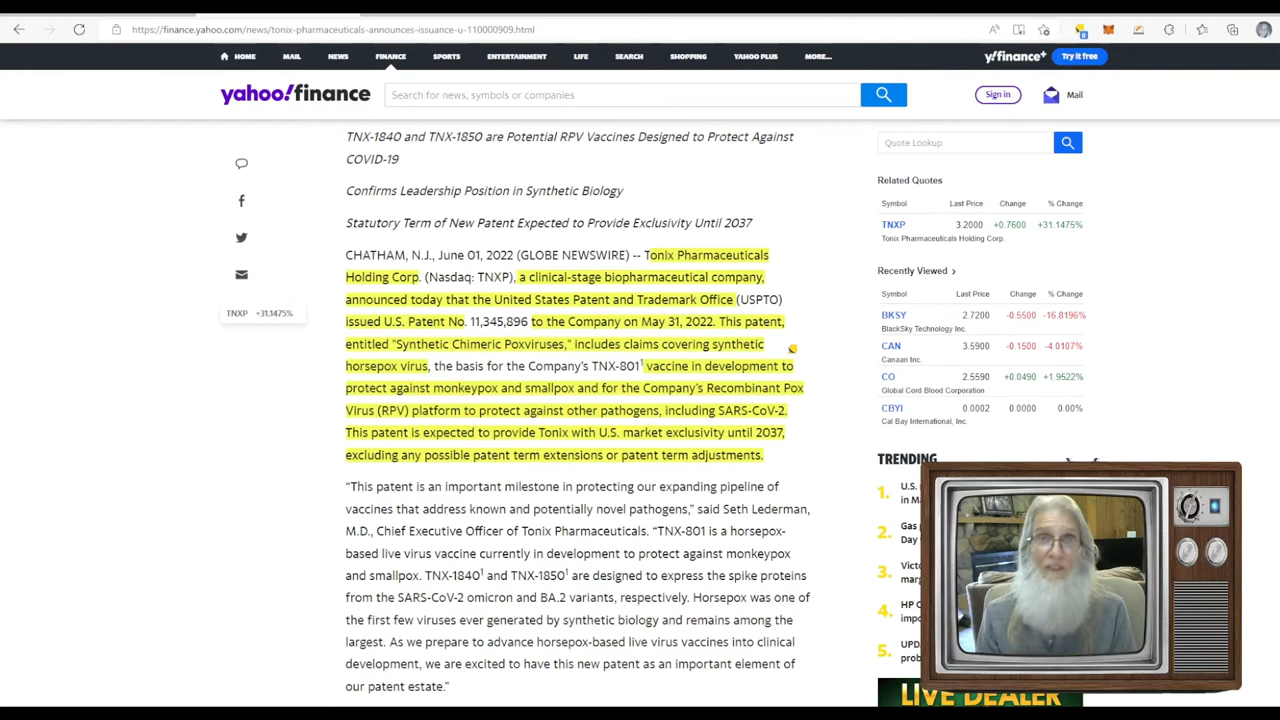 https://finance.yahoo.com/news/tonix-pharmaceuticals-announces-issuance-u-110000909.html
HOME MAIL NEWS FINANCE SPORTS ENTERTAINMENT LIFE SEARCH SHOPPING YAHOO PLUS MORE... y!finance+ Try it free
yahoo!finance Search for news, symbols or companies Sign in Mail
TNX-1840 and TNX-1850 are Potential RPV Vaccines Designed to Protect Against
COVID-19
Confirms Leadership Position in Synthetic Biology
Statutory Term of New Patent Expected to Provide Exclusivity Until 2037
CHATHAM, N.J., June 01, 2022 (GLOBE NEWSWIRE) -- Tonix Pharmaceuticals
Holding Corp. (Nasdaq: TNXP), a clinical-stage biopharmaceutical company,
announced today that the United States Patent and Trademark Office (USPTO)
issued U.S. Patent No. 11,345,896 to the Company on May 31, 2022. This patent,
entitled "Synthetic Chimeric Poxviruses," includes claims covering synthetic
horsepox virus, the basis for the Company's TNX-801¹ vaccine in development to
protect against monkeypox and smallpox and for the Company's Recombinant Pox
Virus (RPV) platform to protect against other pathogens, including SARS-CoV-2.
This patent is expected to provide Tonix with U.S. market exclusivity until 2037,
excluding any possible patent term extensions or patent term adjustments.
“This patent is an important milestone in protecting our expanding pipeline of
vaccines that address known and potentially novel pathogens,” said Seth Lederman,
M.D., Chief Executive Officer of Tonix Pharmaceuticals. “TNX-801 is a horsepox-
based live virus vaccine currently in development to protect against monkeypox
and smallpox. TNX-1840¹ and TNX-1850¹ are designed to express the spike proteins
from the SARS-CoV-2 omicron and BA.2 variants, respectively. Horsepox was one of
the first few viruses ever generated by synthetic biology and remains among the
largest. As we prepare to advance horsepox-based live virus vaccines into clinical
development, we are excited to have this new patent as an important element of
our patent estate.”
TNXP +31.1475%
Quote Lookup
Related Quotes
Symbol Last Price Change % Change
TNXP 3.2000 +0.7600 +31.1475%
Tonix Pharmaceuticals Holding Corp.
Recently Viewed >
Symbol Last Price Change % Change
BKSY 2.7200 -0.5500 -16.8196%
BlackSky Technology Inc.
CAN 3.5900 -0.1500 -4.0107%
Canaan Inc.
CO 2.5590 +0.0490 +1.9522%
Global Cord Blood Corporation
CBYI 0.0002 0.0000 0.00%
Cal Bay International, Inc.
TRENDING
1. U.S.
in
2. Gas
Day
3.
4. HP
5.
LIVE DEALER